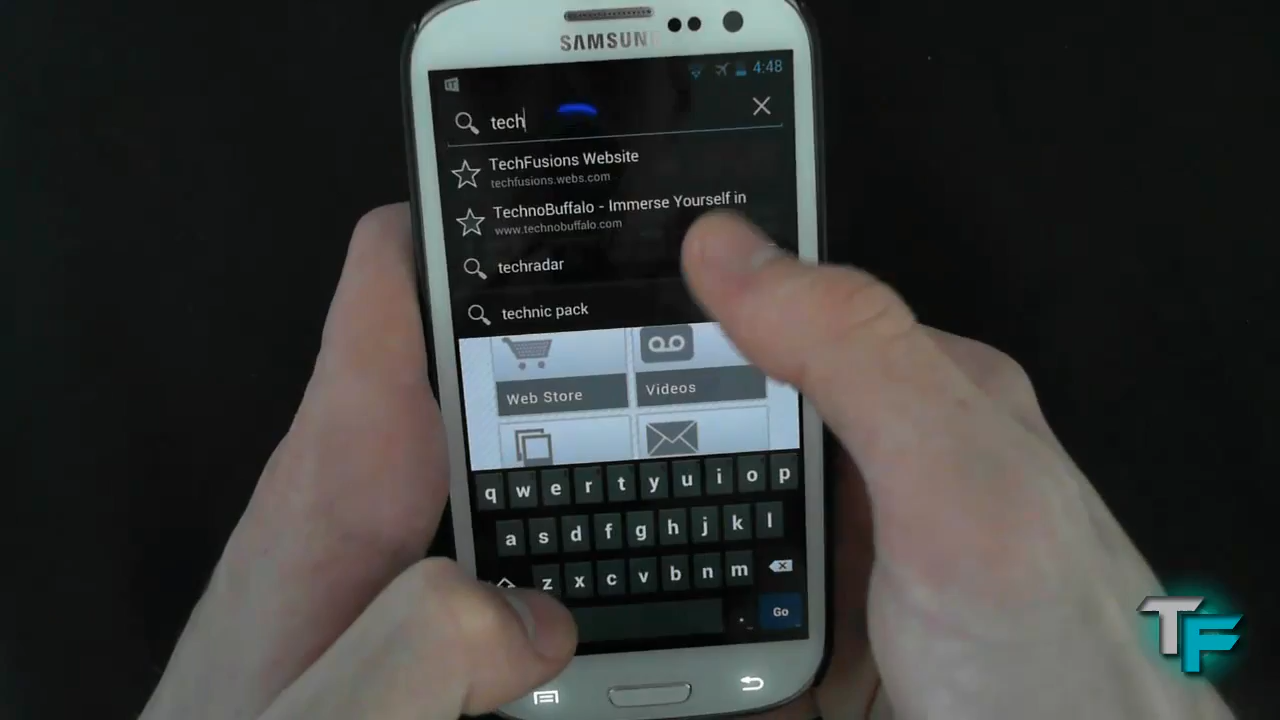 SAMSUNG
4:48
tech
TechFusions Website
techfusions.webs.com
TechnoBuffalo - Immerse Yourself in
www.technobuffalo.com
techradar
technic pack
Web Store
Videos
q w e r t y u i o p
a s d f g h j k l
z x c v b n m
. Go
TF